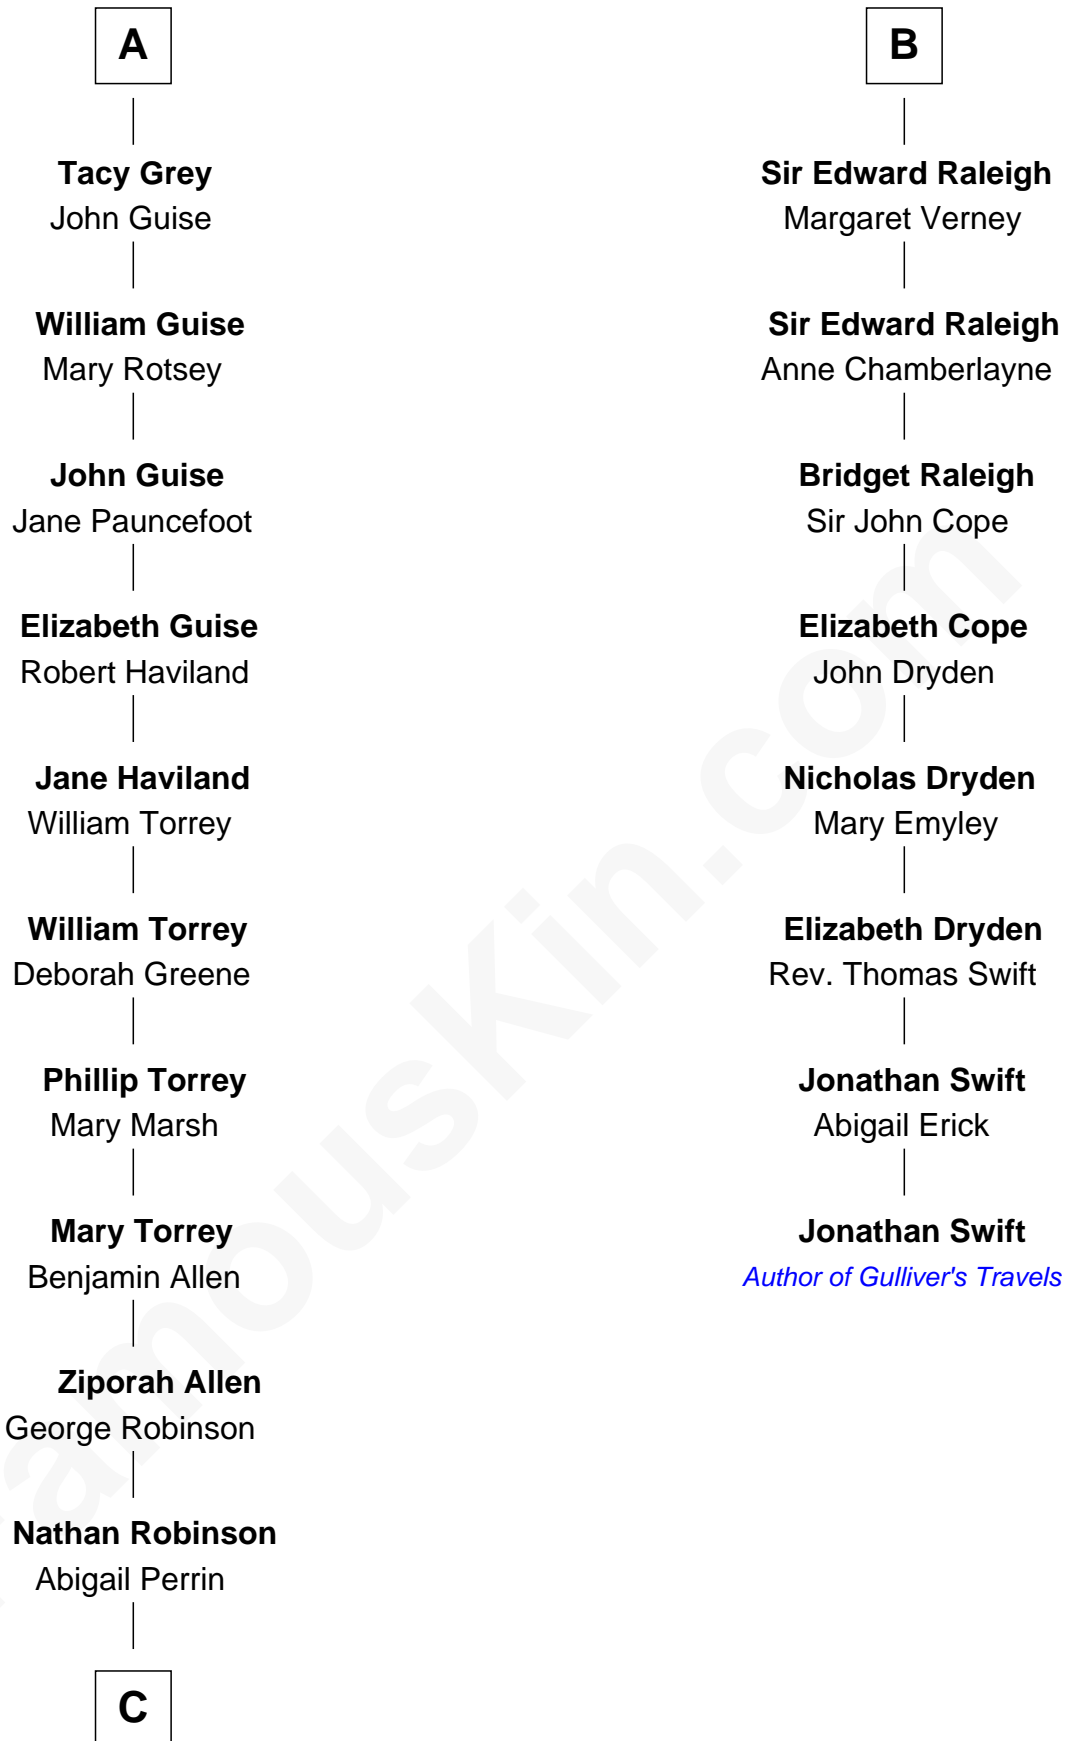 A
Tacy Grey
John Guise
William Guise
Mary Rotsey
John Guise
Jane Pauncefoot
Elizabeth Guise
Robert Haviland
Jane Haviland
William Torrey
William Torrey
Deborah Greene
Phillip Torrey
Mary Marsh
Mary Torrey
Benjamin Allen
Ziporah Allen
George Robinson
Nathan Robinson
Abigail Perrin
C
B
Sir Edward Raleigh
Margaret Verney
Sir Edward Raleigh
Anne Chamberlayne
Bridget Raleigh
Sir John Cope
Elizabeth Cope
John Dryden
Nicholas Dryden
Mary Emyley
Elizabeth Dryden
Rev. Thomas Swift
Jonathan Swift
Abigail Erick
Jonathan Swift
Author of Gulliver's Travels
FamousKin.com